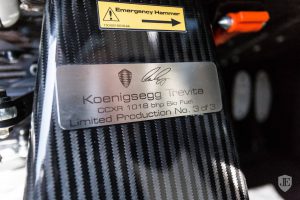 Emergency Hammer
Koenigsegg Trevita
CCXR 1018 bhp Bio Fuel
Limited Production No. 3 of 3